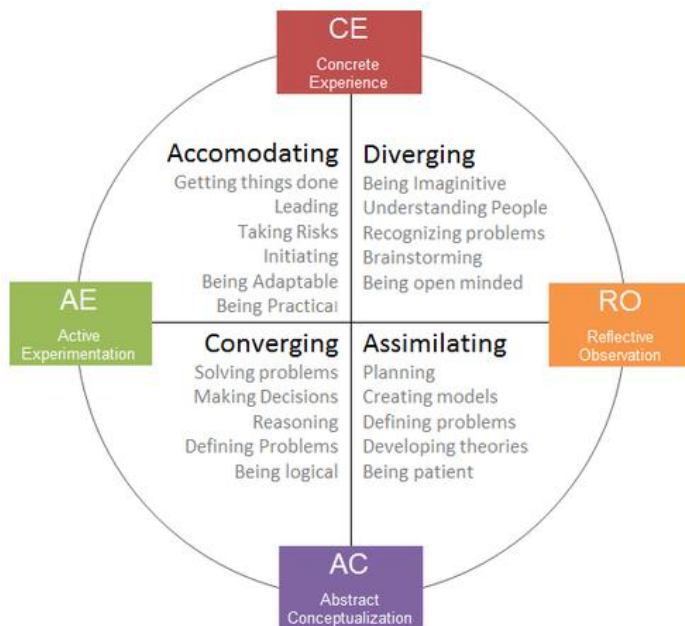 CE
Concrete
Experience
Accomodating
Getting things done
Leading
Taking Risks
Initiating
Being Adaptable
Being Practical
Diverging
Being Imaginitive
Understanding People
Recognizing problems
Brainstorming
Being open minded
AE
Active
Experimentation
RO
Reflective
Observation
Converging
Solving problems
Making Decisions
Reasoning
Defining Problems
Being logical
Assimilating
Planning
Creating models
Defining problems
Developing theories
Being patient
AC
Abstract
Conceptualization